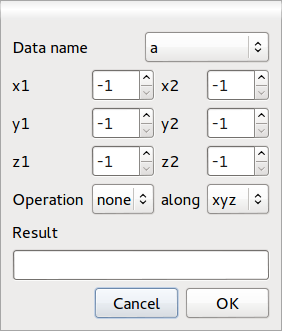 Data name a
x1 -1 x2 -1
y1 -1 y2 -1
z1 -1 z2 -1
Operation none along xyz
Result
Cancel OK